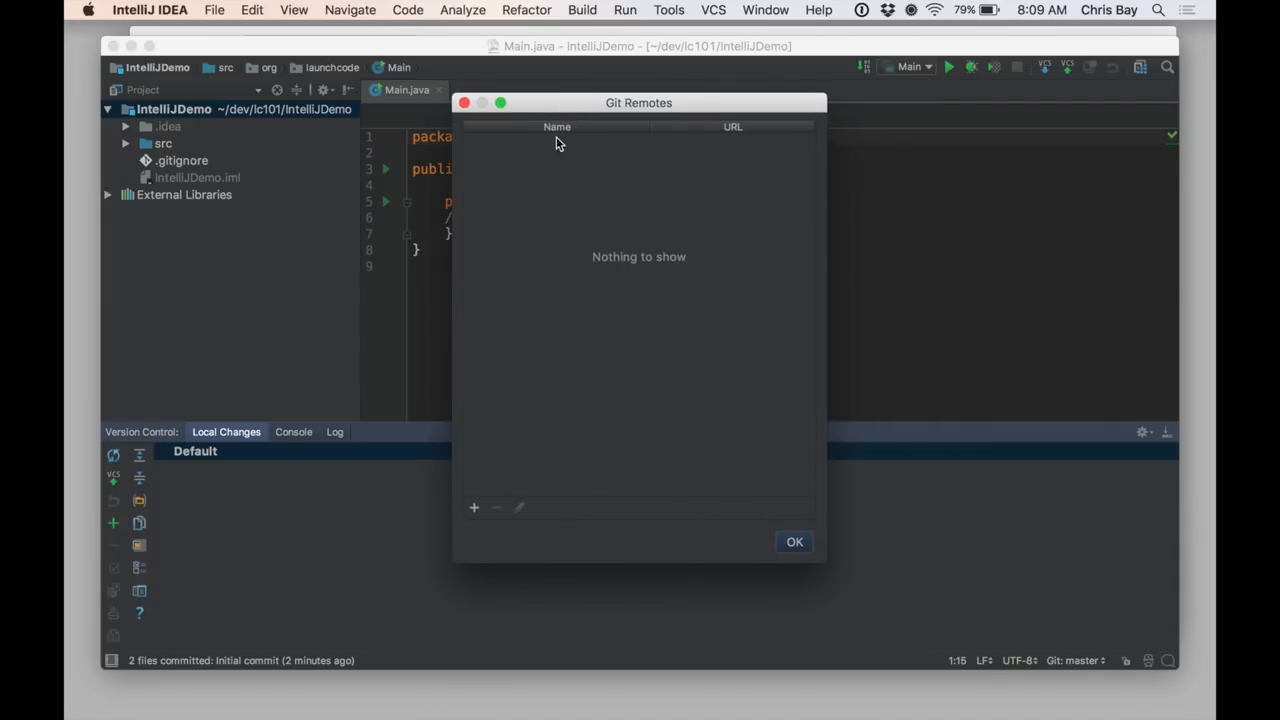 IntelliJ IDEA File Edit View Navigate Code Analyze Refactor Build Run Tools VCS Window Help 79% 8:09 AM Chris Bay
Main.java - IntelliJDemo - [~/dev/lc101/IntelliJDemo]
IntelliJDemo src org launchcode Main Main
Project Main.java
Git Remotes
Name URL
Nothing to show
OK
IntelliJDemo ~/dev/lc101/IntelliJDemo
.idea
src
.gitignore
IntelliJDemo.iml
External Libraries
1 packa
2
3 publi
4
5 p
6 /
7 }
8 }
9
Version Control: Local Changes Console Log
Default
VCS
2 files committed: Initial commit (2 minutes ago) 1:15 LF UTF-8 Git: master